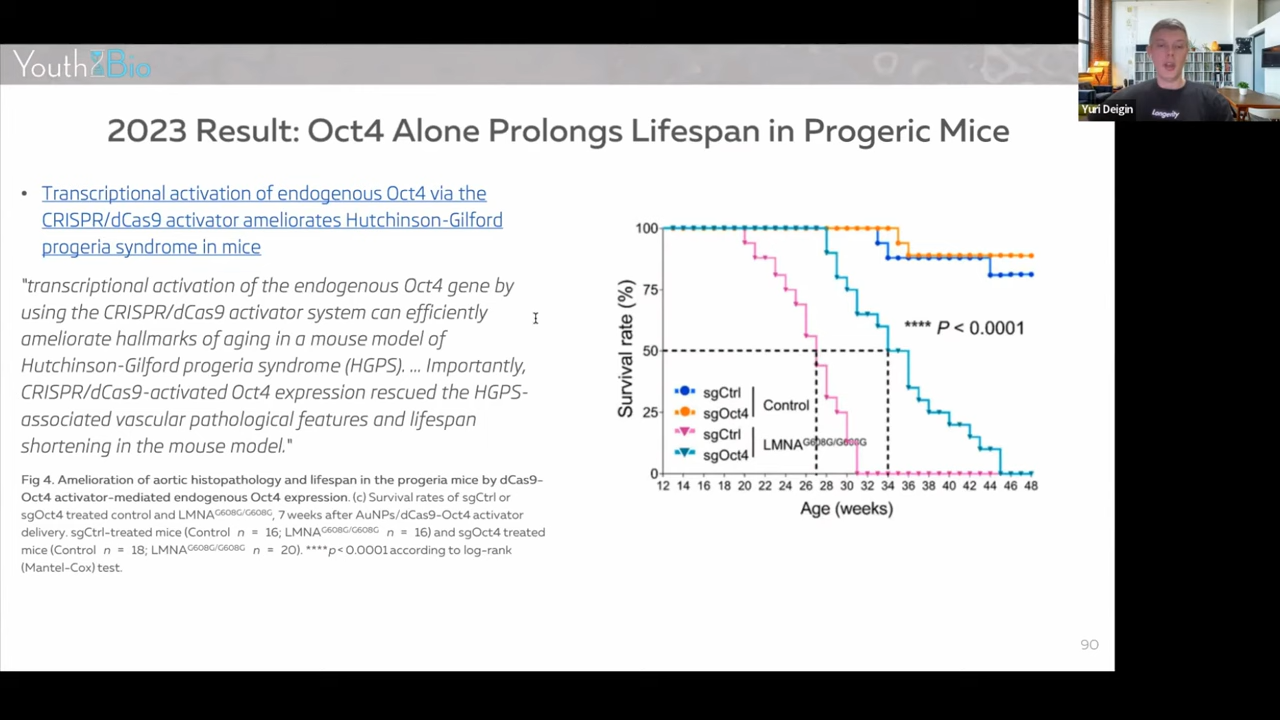 Youth Bio
Yuri Deigin
Longevity
2023 Result: Oct4 Alone Prolongs Lifespan in Progeric Mice
• Transcriptional activation of endogenous Oct4 via the
CRISPR/dCas9 activator ameliorates Hutchinson-Gilford
progeria syndrome in mice
"transcriptional activation of the endogenous Oct4 gene by
using the CRISPR/dCas9 activator system can efficiently
ameliorate hallmarks of aging in a mouse model of
Hutchinson-Gilford progeria syndrome (HGPS). ... Importantly,
CRISPR/dCas9-activated Oct4 expression rescued the HGPS-
associated vascular pathological features and lifespan
shortening in the mouse model."
Fig 4. Amelioration of aortic histopathology and lifespan in the progeria mice by dCas9-
Oct4 activator-mediated endogenous Oct4 expression. (c) Survival rates of sgCtrl or
sgOct4 treated control and LMNA^G608G/G608G, 7 weeks after AuNPs/dCas9-Oct4 activator
delivery. sgCtrl-treated mice (Control n = 16; LMNA^G608G/G608G n = 16) and sgOct4 treated
mice (Control n = 18; LMNA^G608G/G608G n = 20). ****p < 0.0001 according to log-rank
(Mantel-Cox) test.
Survival rate (%)
100
75
50
25
0
**** P < 0.0001
sgCtrl
sgOct4
Control
sgCtrl
sgOct4
LMNA^G608G/G608G
12 14 16 18 20 22 24 26 28 30 32 34 36 38 40 42 44 46 48
Age (weeks)
90